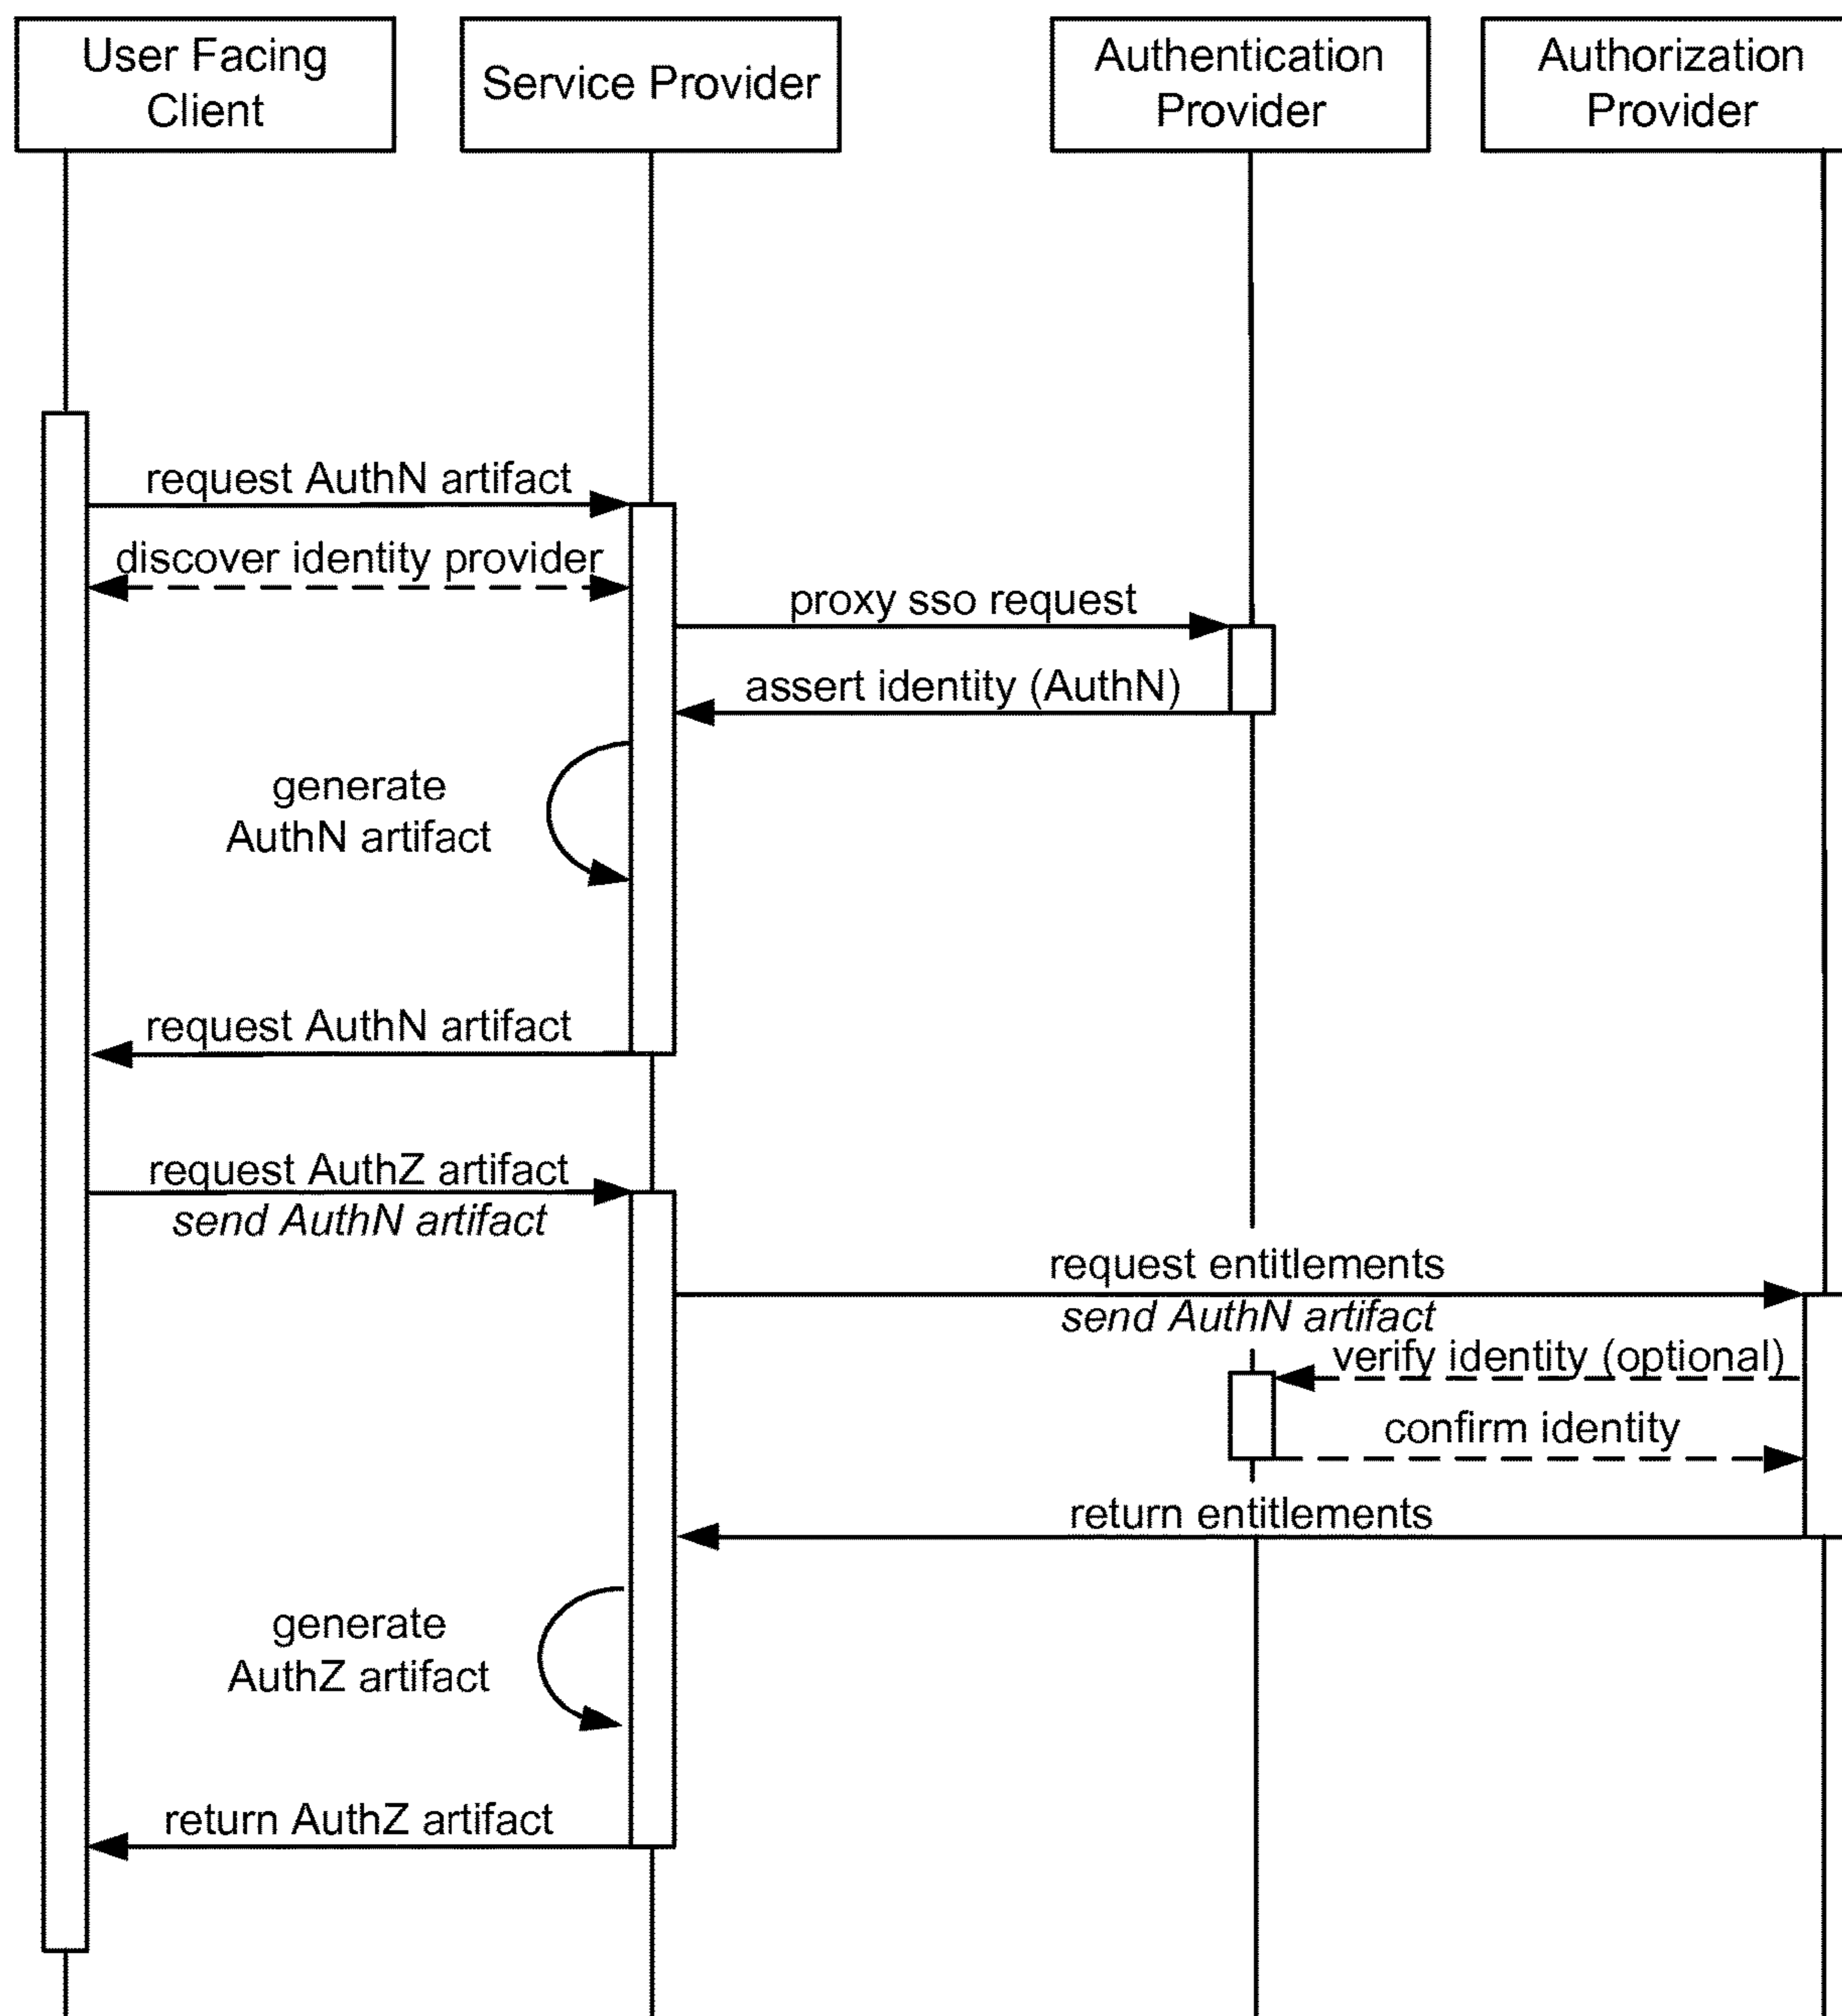 User Facing
Client
Service Provider
Authentication
Provider
Authorization
Provider
request AuthN artifact
discover identity provider
proxy sso request
assert identity (AuthN)
generate
AuthN artifact
request AuthN artifact
request AuthZ artifact
send AuthN artifact
request entitlements
send AuthN artifact
verify identity (optional)
confirm identity
return entitlements
generate
AuthZ artifact
return AuthZ artifact